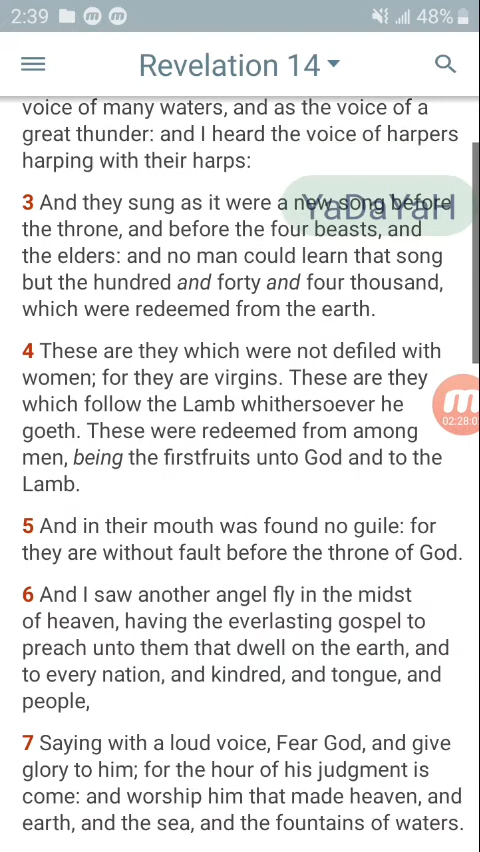 2:39 48%
Revelation 14
voice of many waters, and as the voice of a
great thunder: and I heard the voice of harpers
harping with their harps:
3 And they sung as it were a new song before
YaDaYaH
the throne, and before the four beasts, and
the elders: and no man could learn that song
but the hundred and forty and four thousand,
which were redeemed from the earth.
4 These are they which were not defiled with
women; for they are virgins. These are they
which follow the Lamb whithersoever he
goeth. These were redeemed from among
men, being the firstfruits unto God and to the
Lamb.
02:28:0
5 And in their mouth was found no guile: for
they are without fault before the throne of God.
6 And I saw another angel fly in the midst
of heaven, having the everlasting gospel to
preach unto them that dwell on the earth, and
to every nation, and kindred, and tongue, and
people,
7 Saying with a loud voice, Fear God, and give
glory to him; for the hour of his judgment is
come: and worship him that made heaven, and
earth, and the sea, and the fountains of waters.